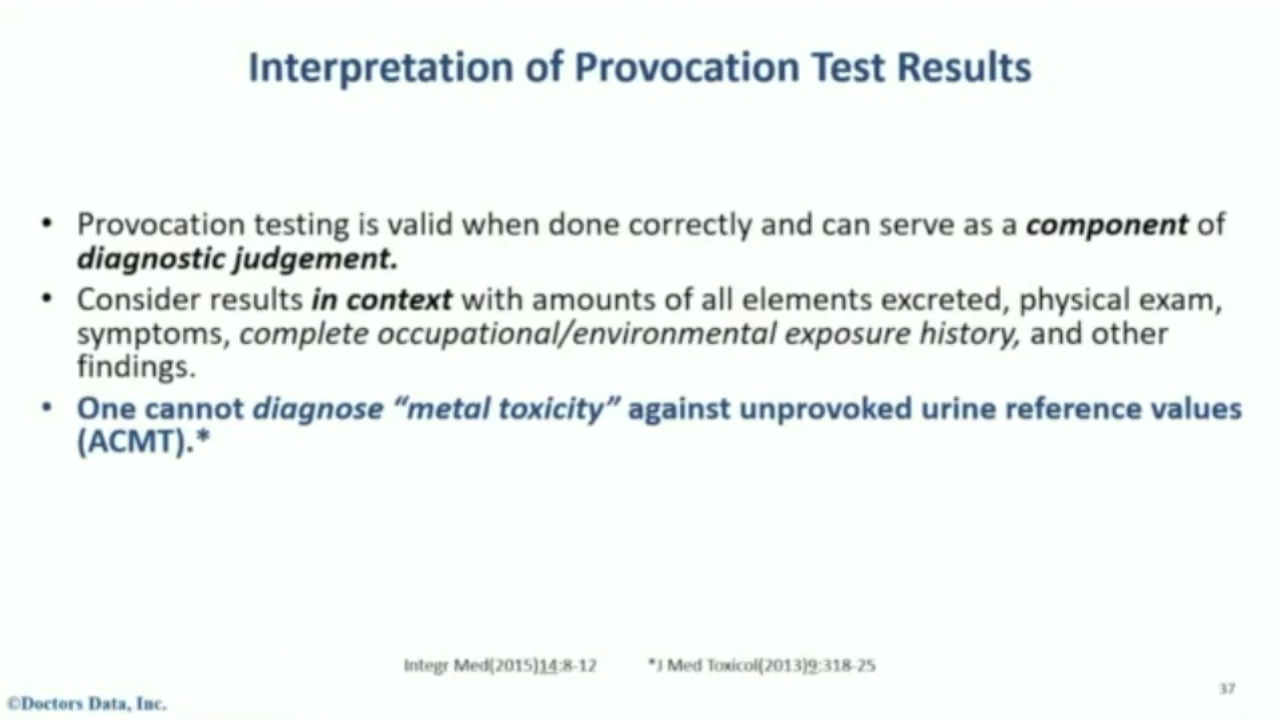 Interpretation of Provocation Test Results
• Provocation testing is valid when done correctly and can serve as a component of
diagnostic judgement.
• Consider results in context with amounts of all elements excreted, physical exam,
symptoms, complete occupational/environmental exposure history, and other
findings.
• One cannot diagnose “metal toxicity” against unprovoked urine reference values
(ACMT).*
Integr Med(2015)14:8-12 *J Med Toxicol(2013)9:318-25
37
©Doctors Data, Inc.